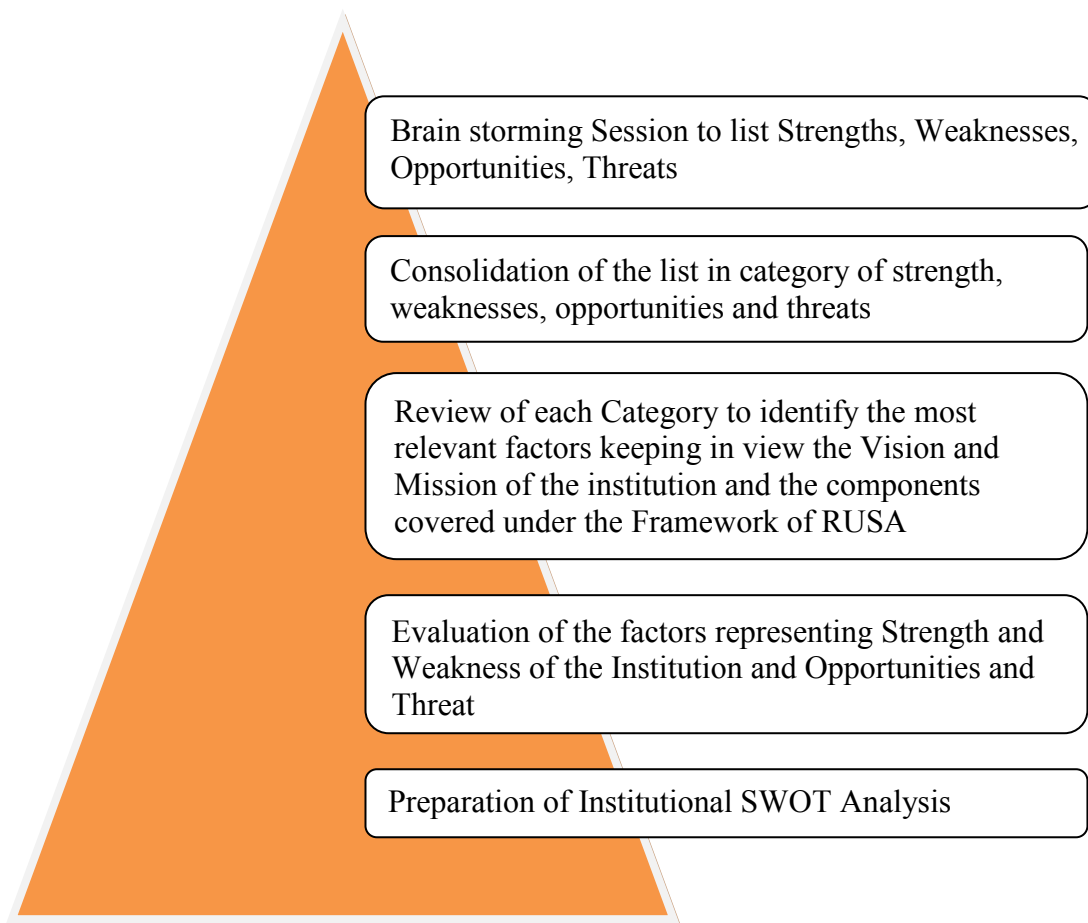 Brain storming Session to list Strengths, Weaknesses,
Opportunities, Threats
Consolidation of the list in category of strength,
weaknesses, opportunities and threats
Review of each Category to identify the most
relevant factors keeping in view the Vision and
Mission of the institution and the components
covered under the Framework of RUSA
Evaluation of the factors representing Strength and
Weakness of the Institution and Opportunities and
Threat
Preparation of Institutional SWOT Analysis